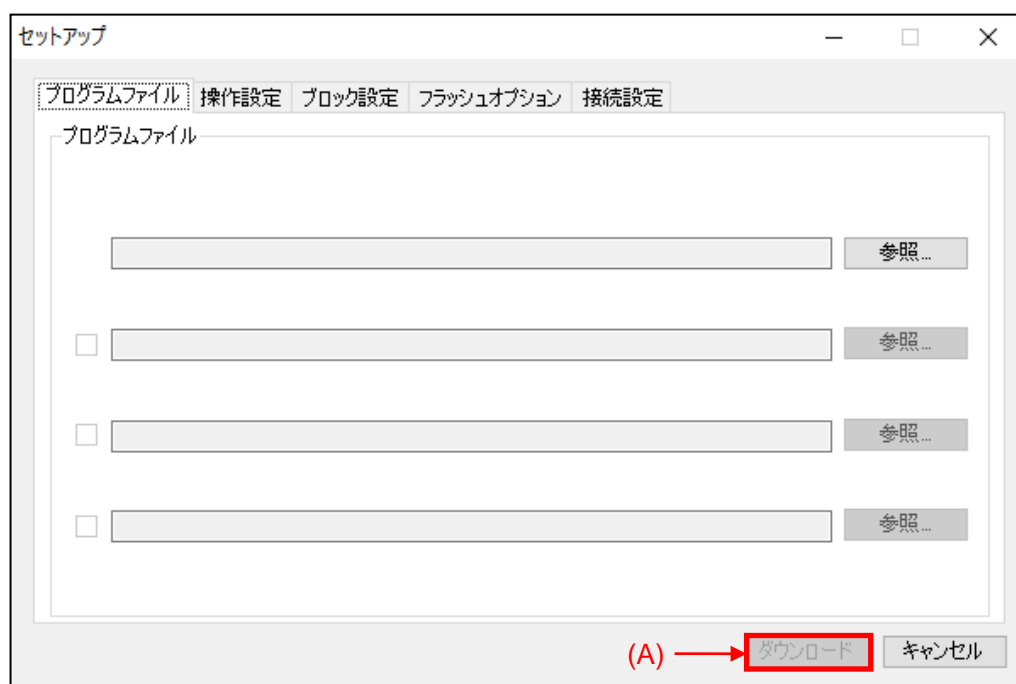 セットアップ
プログラムファイル 操作設定 ブロック設定 フラッシュオプション 接続設定
プログラムファイル
参照...
参照...
参照...
参照...
(A) ダウンロード キャンセル